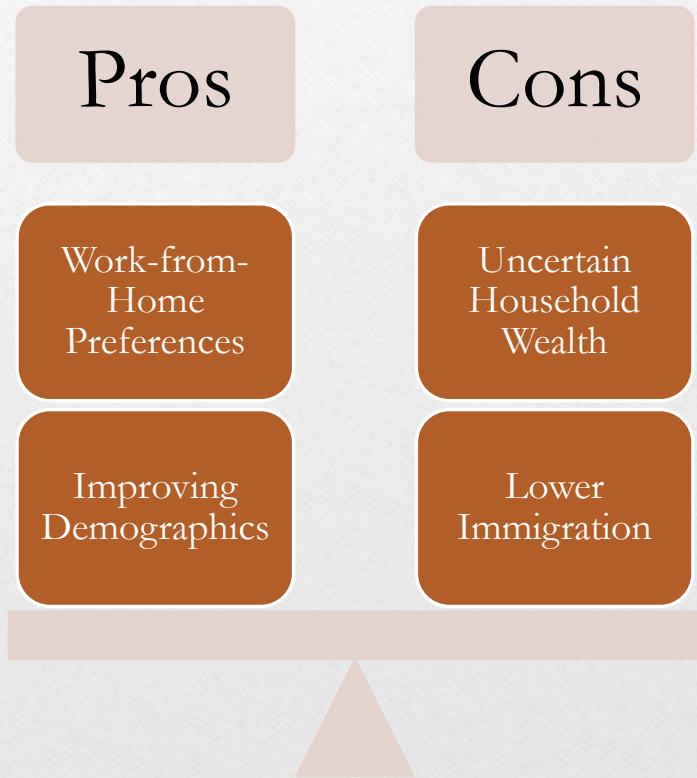 Pros
Cons
Work-from-
Home
Preferences
Uncertain
Household
Wealth
Improving
Demographics
Lower
Immigration